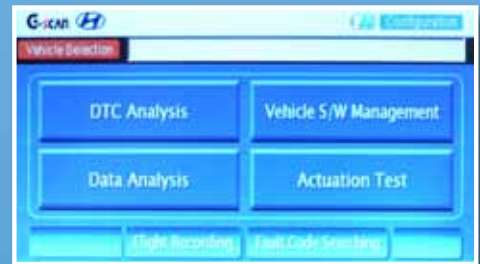 G-SCAN Configuration
Vehicle Selection
DTC Analysis Vehicle S/W Management
Data Analysis Actuation Test
Flight Recording Fault Code Searching